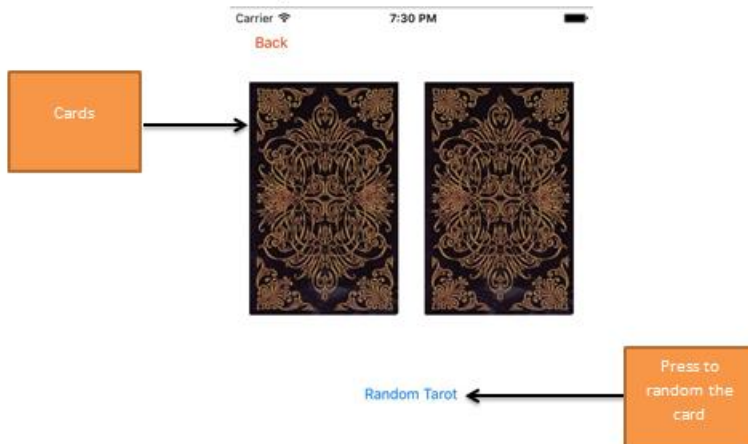 Carrier 7:30 PM
Back
Cards
Random Tarot
Press to
random the
card